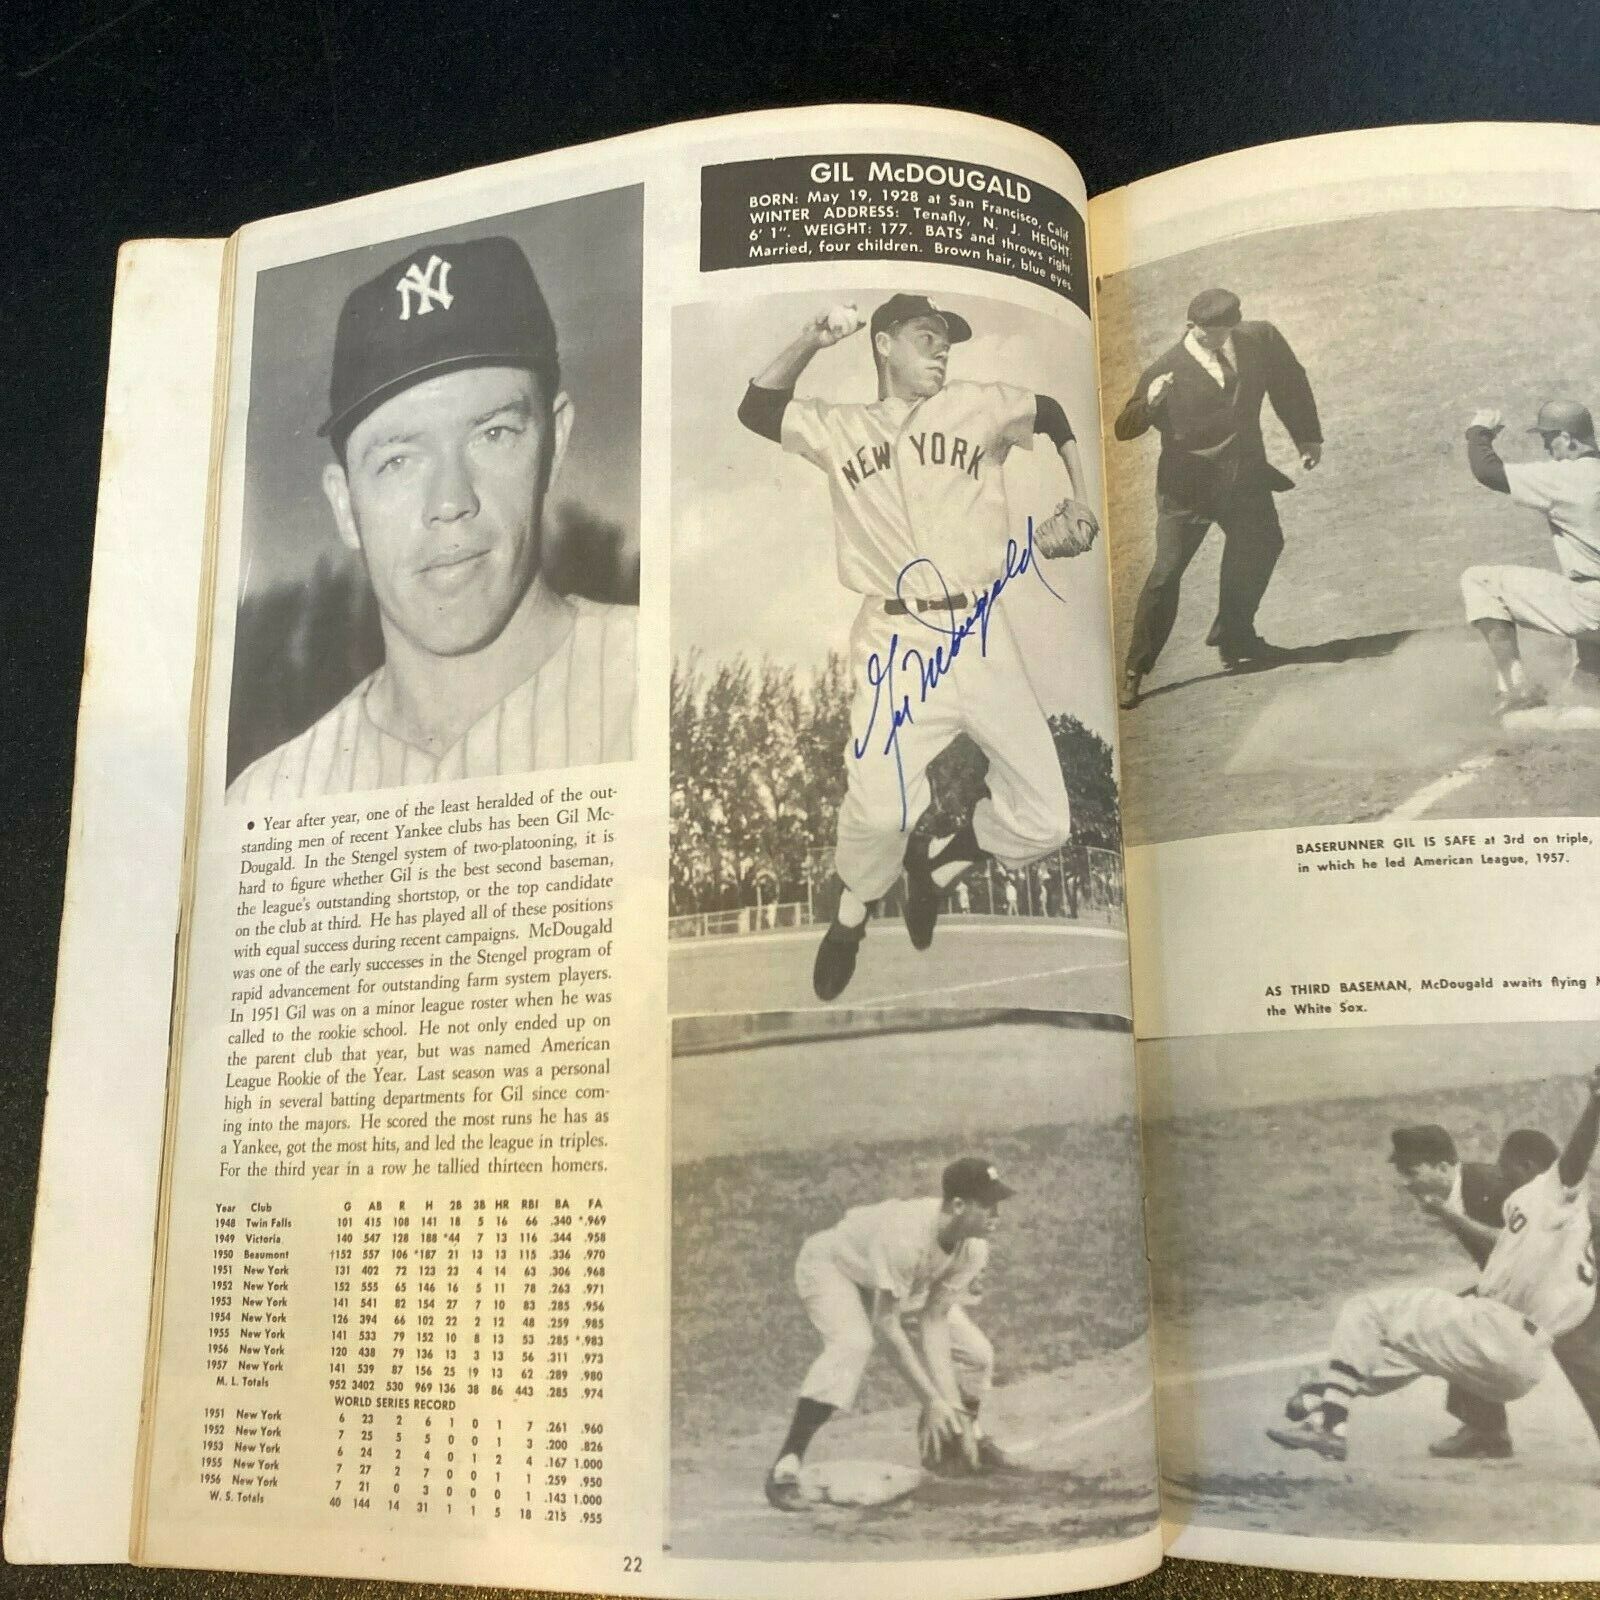 NY
• Year after year, one of the least heralded of the out-
standing men of recent Yankee clubs has been Gil Mc-
Dougald. In the Stengel system of two-platooning, it is
hard to figure whether Gil is the best second baseman,
the league's outstanding shortstop, or the top candidate
on the club at third. He has played all of these positions
with equal success during recent campaigns. McDougald
was one of the early successes in the Stengel program of
rapid advancement for outstanding farm system players.
In 1951 Gil was on a minor league roster when he was
called to the rookie school. He not only ended up on
the parent club that year, but was named American
League Rookie of the Year. Last season was a personal
high in several batting departments for Gil since com-
ing into the majors. He scored the most runs he has as
a Yankee, got the most hits, and led the league in triples.
For the third year in a row he tallied thirteen homers.
Year Club G AB R H 2B 3B HR RBI BA FA
1948 Twin Falls 101 415 108 141 18 5 16 66 .340 *.969
1949 Victoria 140 547 128 188 *44 7 13 116 .344 .958
1950 Beaumont †152 557 106 *187 21 13 13 115 .336 .970
1951 New York 131 402 72 123 23 4 14 63 .306 .968
1952 New York 152 555 65 146 16 5 11 78 .263 .971
1953 New York 141 541 82 154 27 7 10 83 .285 .956
1954 New York 126 394 66 102 22 2 12 48 .259 .985
1955 New York 141 533 79 152 10 8 13 53 .285 *.983
1956 New York 120 438 79 136 13 3 13 56 .311 .973
1957 New York 141 539 87 156 25 †9 13 62 .289 .980
M. L. Totals 952 3402 530 969 136 38 86 443 .285 .974
WORLD SERIES RECORD
1951 New York 6 23 2 6 1 0 1 7 .261 .960
1952 New York 7 25 5 5 0 0 1 3 .200 .826
1953 New York 6 24 2 4 0 1 2 4 .167 1.000
1955 New York 7 27 2 7 0 0 1 1 .259 .950
1956 New York 7 21 0 3 0 0 0 1 .143 1.000
W. S. Totals 40 144 14 31 1 1 5 18 .215 .955
22
GIL McDOUGALD
BORN: May 19, 1928 at San Francisco, Calif.
WINTER ADDRESS: Tenafly, N. J. HEIGHT:
6' 1". WEIGHT: 177. BATS and throws right.
Married, four children. Brown hair, blue eyes.
NEW YORK
Gil McDougald
BASERUNNER GIL IS SAFE at 3rd on triple,
in which he led American League, 1957.
AS THIRD BASEMAN, McDougald awaits flying
the White Sox.